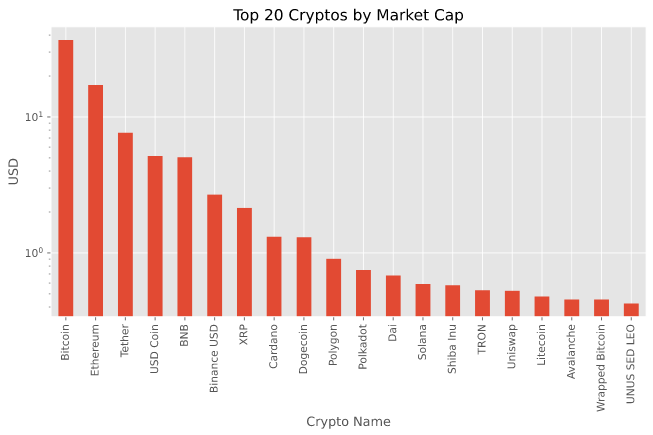 Top 20 Cryptos by Market Cap
USD
10¹
10⁰
Bitcoin
Ethereum
Tether
USD Coin
BNB
Binance USD
XRP
Cardano
Dogecoin
Polygon
Polkadot
Dai
Solana
Shiba Inu
TRON
Uniswap
Litecoin
Avalanche
Wrapped Bitcoin
UNUS SED LEO
Crypto Name